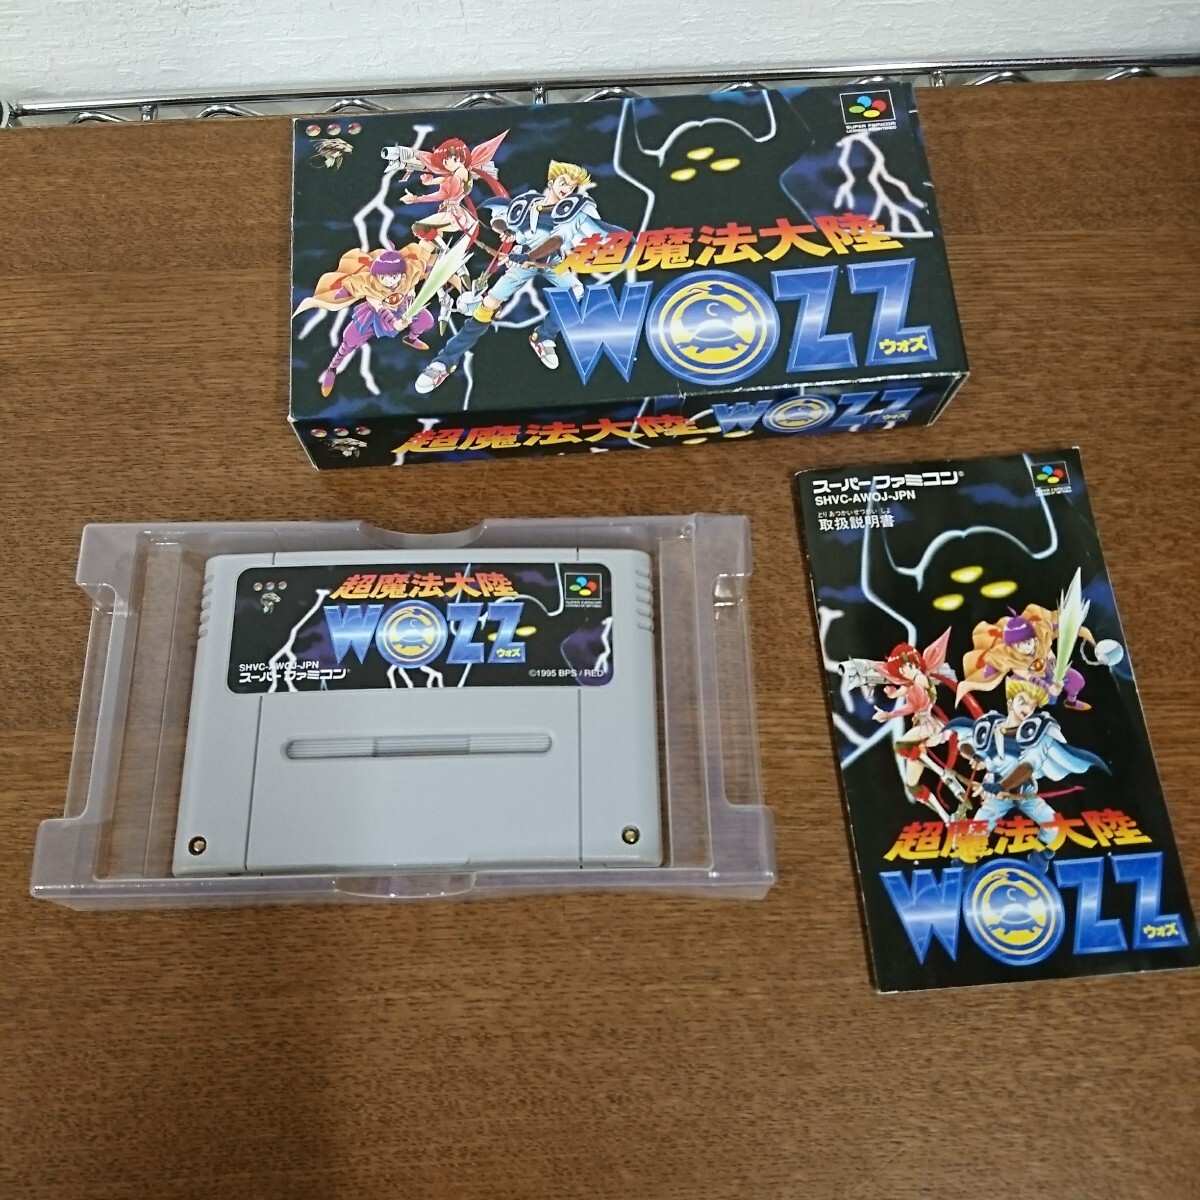 SUPER FAMICOM
LICENSED BY NINTENDO
超魔法大陸
WOZZ
ウォズ
超魔法大陸 WOZZ
ウォズ
スーパーファミコン®
SHVC-AWOJ-JPN
とりあつかいせつめいしょ
取扱説明書
SUPER FAMICOM
超魔法大陸
WOZZ
ウォズ
超魔法大陸
WOZZ
ウォズ
SUPER FAMICOM
SHVC-AWOJ-JPN
スーパーファミコン®
©1995 BPS / RED